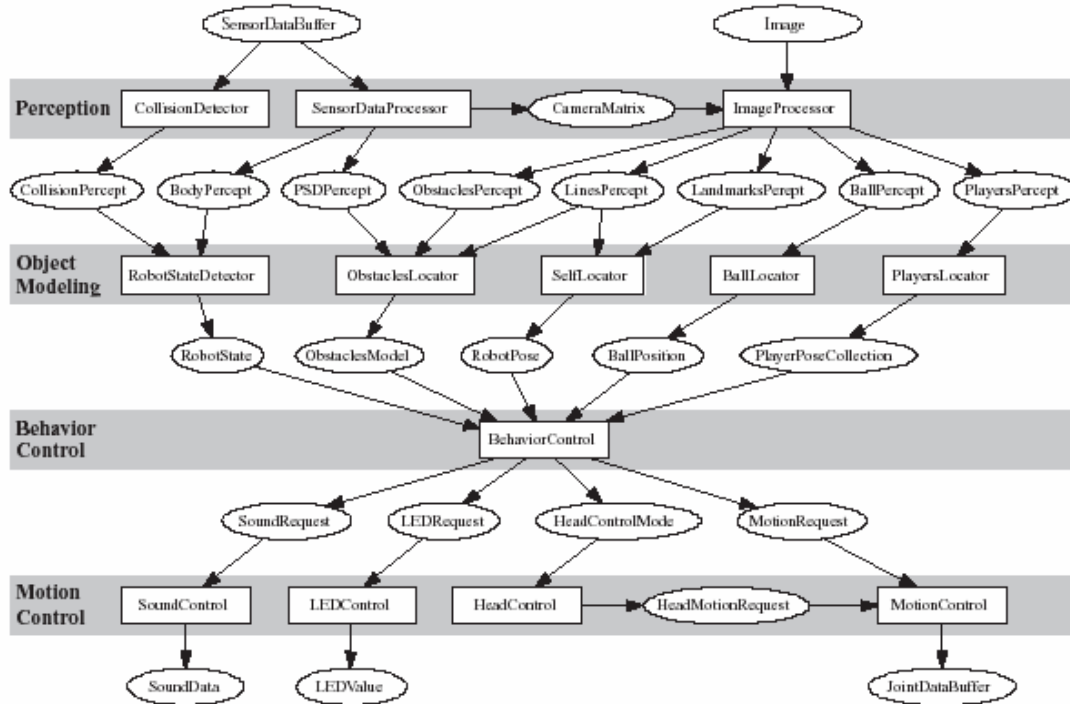 SensorDataBuffer
Image
Perception
CollisionDetector
SensorDataProcessor
CameraMatrix
ImageProcessor
CollisionPercept
BodyPercept
PSDPercept
ObstaclesPercept
LinesPercept
LandmarksPerept
BallPercept
PlayersPercept
Object
Modeling
RobotStateDetector
ObstaclesLocator
SelfLocator
BallLocator
PlayersLocator
RobotState
ObstaclesModel
RobotPose
BallPosition
PlayerPoseCollection
Behavior
Control
BehaviorControl
SoundRequest
LEDRequest
HeadControlMode
MotionRequest
Motion
Control
SoundControl
LEDControl
HeadControl
HeadMotionRequest
MotionControl
SoundData
LEDValue
JointDataBuffer